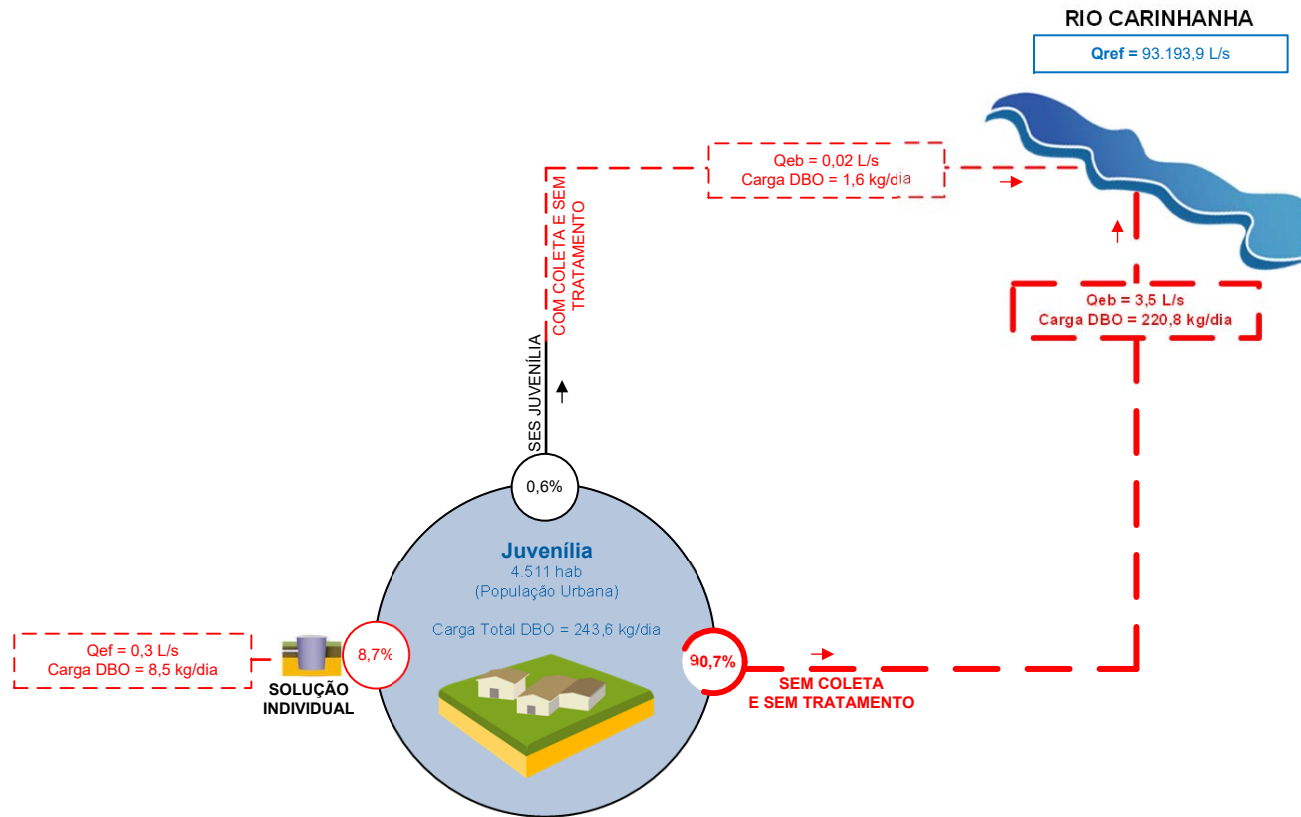 RIO CARINHANHA
Qref = 93.193,9 L/s
Qeb = 0,02 L/s
Carga DBO = 1,6 kg/dia
COM COLETA E SEM
TRATAMENTO
Qeb = 3,5 L/s
Carga DBO = 220,8 kg/dia
SES JUVENÍLIA
0,6%
Juvenília
4.511 hab
(População Urbana)
Carga Total DBO = 243,6 kg/dia
Qef = 0,3 L/s
Carga DBO = 8,5 kg/dia
8,7%
SOLUÇÃO
INDIVIDUAL
90,7%
SEM COLETA
E SEM TRATAMENTO